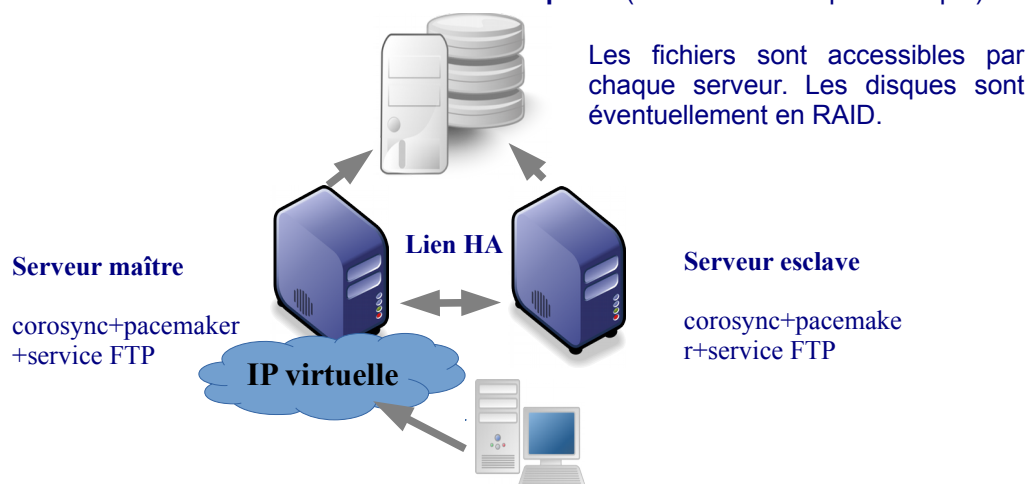 Les fichiers sont accessibles par
chaque serveur. Les disques sont
éventuellement en RAID.
Lien HA
Serveur maître
Serveur esclave
corosync+pacemaker
+service FTP
corosync+pacemake
r+service FTP
IP virtuelle